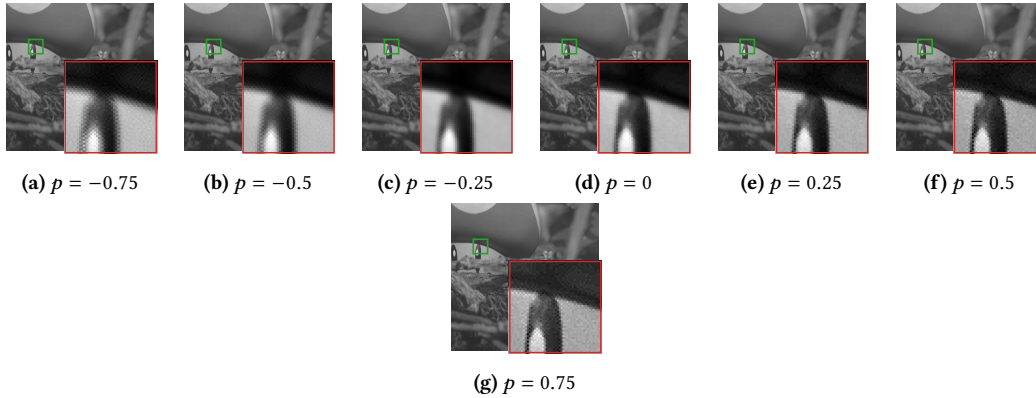 (a) p = −0.75 (b) p = −0.5 (c) p = −0.25 (d) p = 0 (e) p = 0.25 (f) p = 0.5
(g) p = 0.75